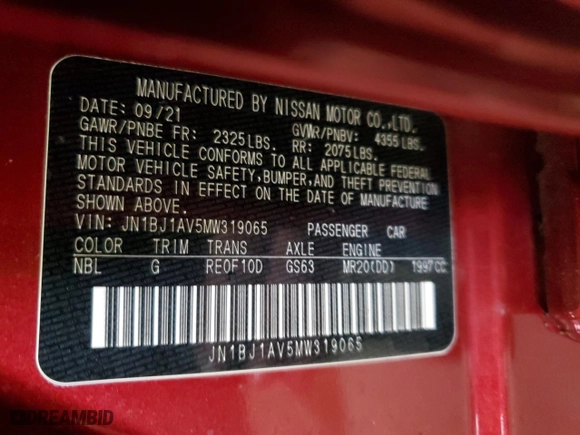 MANUFACTURED BY NISSAN MOTOR CO.,LTD.
DATE: 09/21 GVWR/PNBV: 4355 LBS.
GAWR/PNBE FR: 2325LBS. RR: 2075LBS.
THIS VEHICLE CONFORMS TO ALL APPLICABLE FEDERAL
MOTOR VEHICLE SAFETY,BUMPER,AND THEFT PREVENTION
STANDARDS IN EFFECT ON THE DATE OF MANUFACTURE
SHOWN ABOVE.
VIN: JN1BJ1AV5MW319065 PASSENGER CAR
COLOR TRIM TRANS AXLE ENGINE
NBL G RE0F10D GS63 MR20(DD) 1997CC
JN1BJ1AV5MW319065
DREAMBID